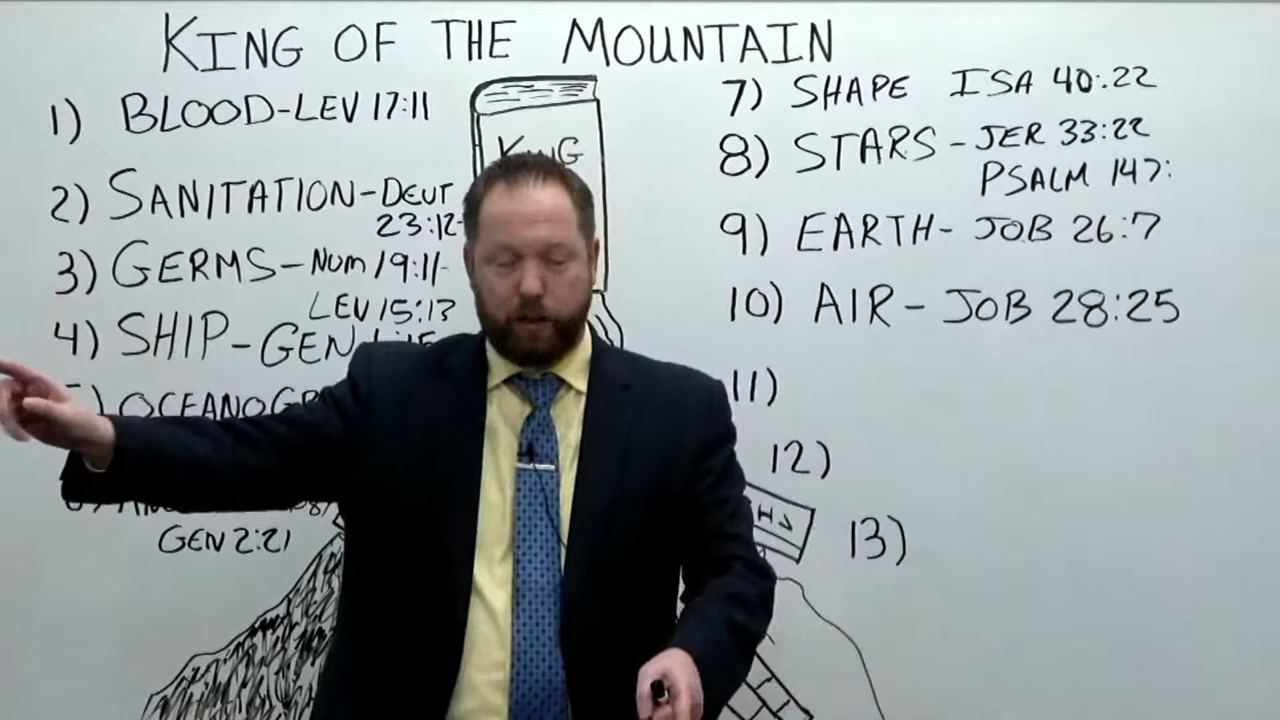 KING OF THE MOUNTAIN
1) BLOOD-LEV 17:11
2) SANITATION-DEUT
23:12-
3) GERMS-NUM 19:11-
LEV 15:13
4) SHIP-GEN
OCEANOGR
GEN 2:21
KING
7) SHAPE ISA 40:22
8) STARS-JER 33:22
PSALM 147:
9) EARTH-JOB 26:7
10) AIR-JOB 28:25
11)
12)
13)